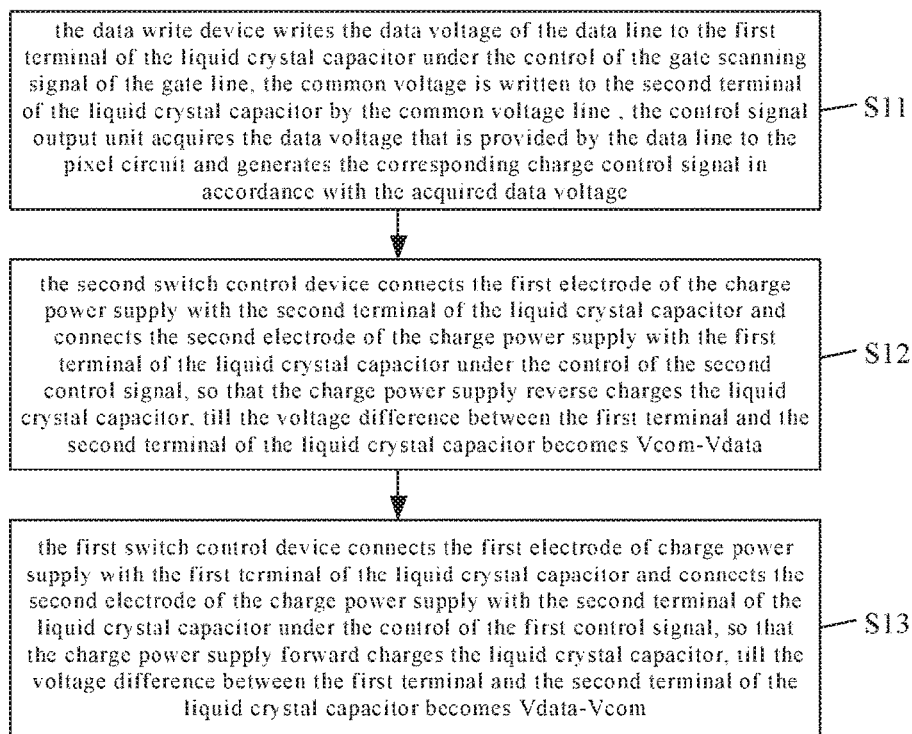 the data write device writes the data voltage of the data line to the first
terminal of the liquid crystal capacitor under the control of the gate scanning
signal of the gate line, the common voltage is written to the second terminal
of the liquid crystal capacitor by the common voltage line , the control signal
output unit acquires the data voltage that is provided by the data line to the
pixel circuit and generates the corresponding charge control signal in
accordance with the acquired data voltage
S11
the second switch control device connects the first electrode of the charge
power supply with the second terminal of the liquid crystal capacitor and
connects the second electrode of the charge power supply with the first
terminal of the liquid crystal capacitor under the control of the second
control signal, so that the charge power supply reverse charges the liquid
crystal capacitor, till the voltage difference between the first terminal and the
second terminal of the liquid crystal capacitor becomes Vcom-Vdata
S12
the first switch control device connects the first electrode of charge power
supply with the first terminal of the liquid crystal capacitor and connects the
second electrode of the charge power supply with the second terminal of the
liquid crystal capacitor under the control of the first control signal, so that
the charge power supply forward charges the liquid crystal capacitor, till the
voltage difference between the first terminal and the second terminal of the
liquid crystal capacitor becomes Vdata-Vcom
S13